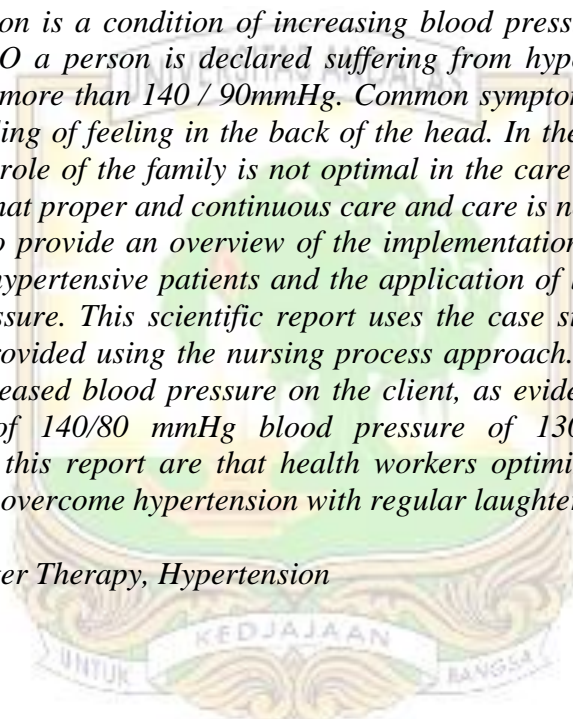 on is a condition of increasing blood press
O a person is declared suffering from hype
more than 140 / 90mmHg. Common symptom
ling of feeling in the back of the head. In the
role of the family is not optimal in the care
hat proper and continuous care and care is n
o provide an overview of the implementation
hypertensive patients and the application of l
ssure. This scientific report uses the case st
rovided using the nursing process approach.
eased blood pressure on the client, as evide
of 140/80 mmHg blood pressure of 130
this report are that health workers optimi
overcome hypertension with regular laughte
er Therapy, Hypertension
UNIVERSITAS ANDALAS
KEDJAJAAN
UNTUK
BANGSA